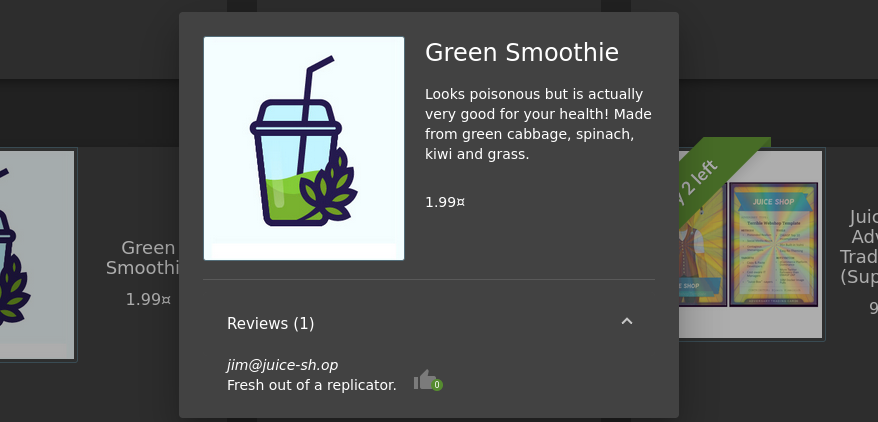 Green Smoothie
Looks poisonous but is actually
very good for your health! Made
from green cabbage, spinach,
kiwi and grass.
1.99¤
Reviews (1)
jim@juice-sh.op
Fresh out of a replicator.
0
Green
Smoothi
1.99¤
y 2 left
JUICE SHOP
Juic
Adv
Trad
(Sup
9